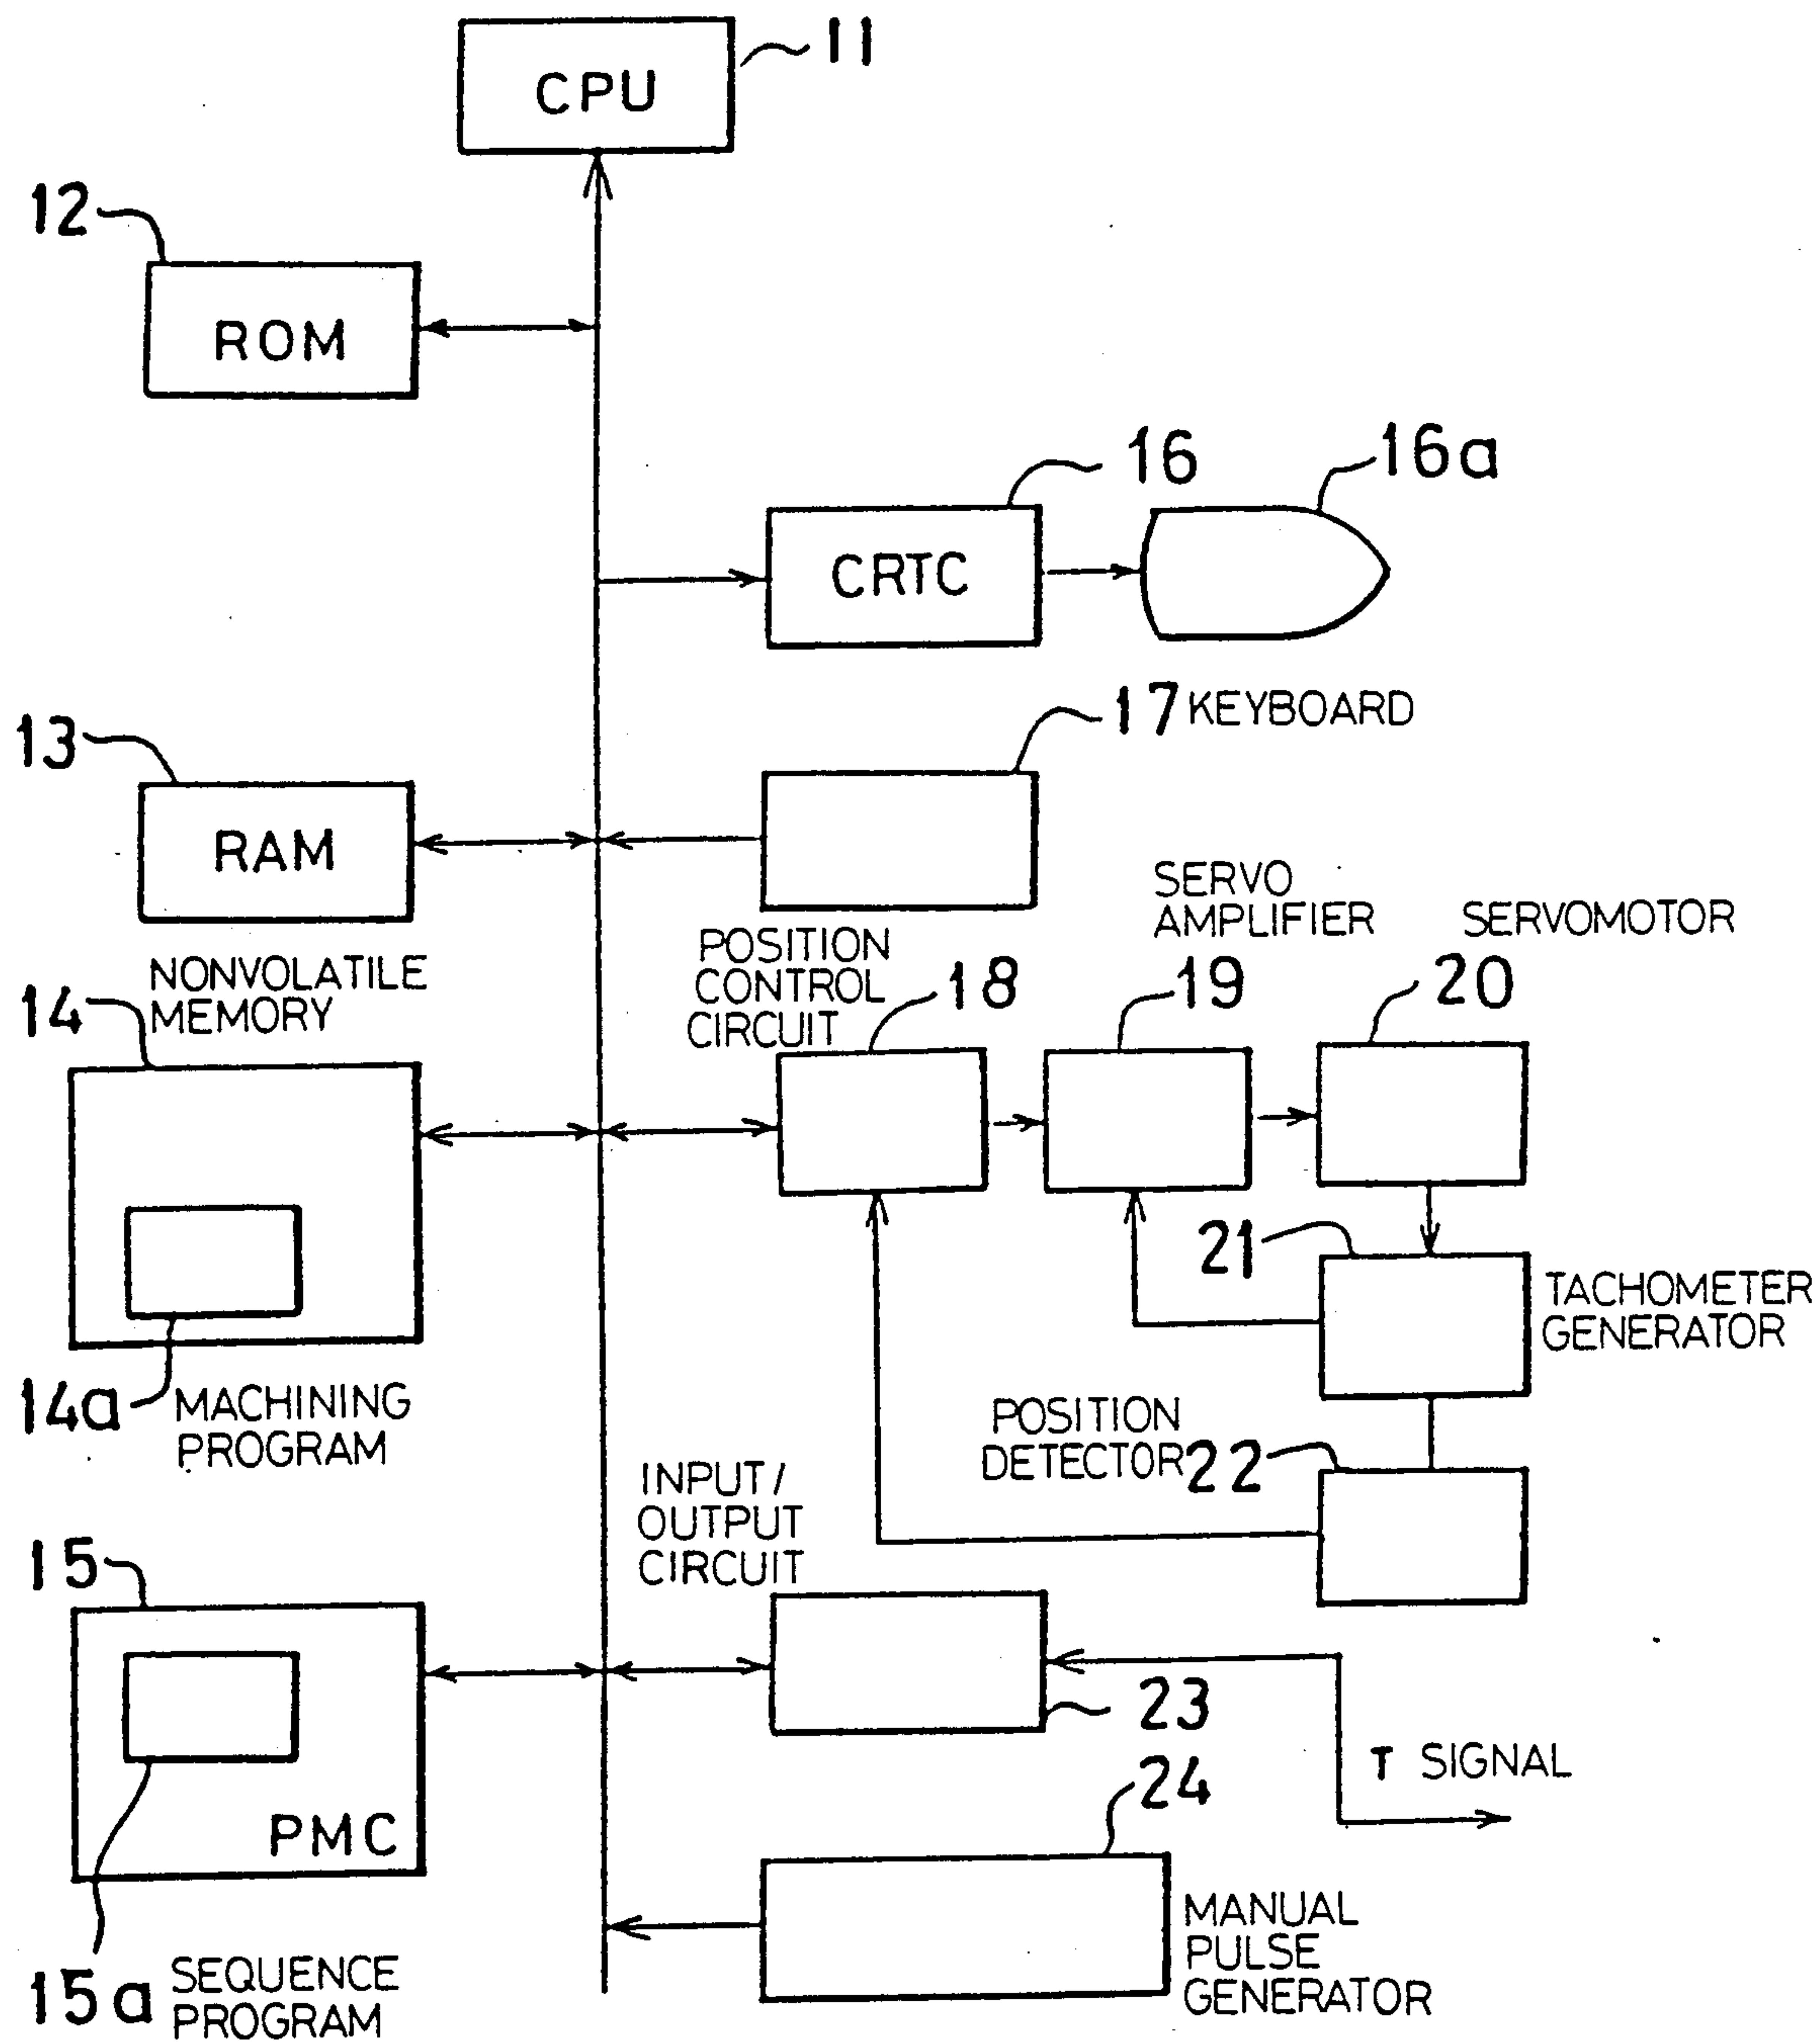 11
CPU
12
ROM
16
16a
CRTC
17 KEYBOARD
13
RAM
SERVO
AMPLIFIER
SERVOMOTOR
POSITION
CONTROL
CIRCUIT
18
19
20
NONVOLATILE
MEMORY
14
21
TACHOMETER
GENERATOR
14a
MACHINING
PROGRAM
POSITION
DETECTOR
22
INPUT/
OUTPUT
CIRCUIT
15
23
T SIGNAL
PMC
24
MANUAL
PULSE
GENERATOR
15a
SEQUENCE
PROGRAM